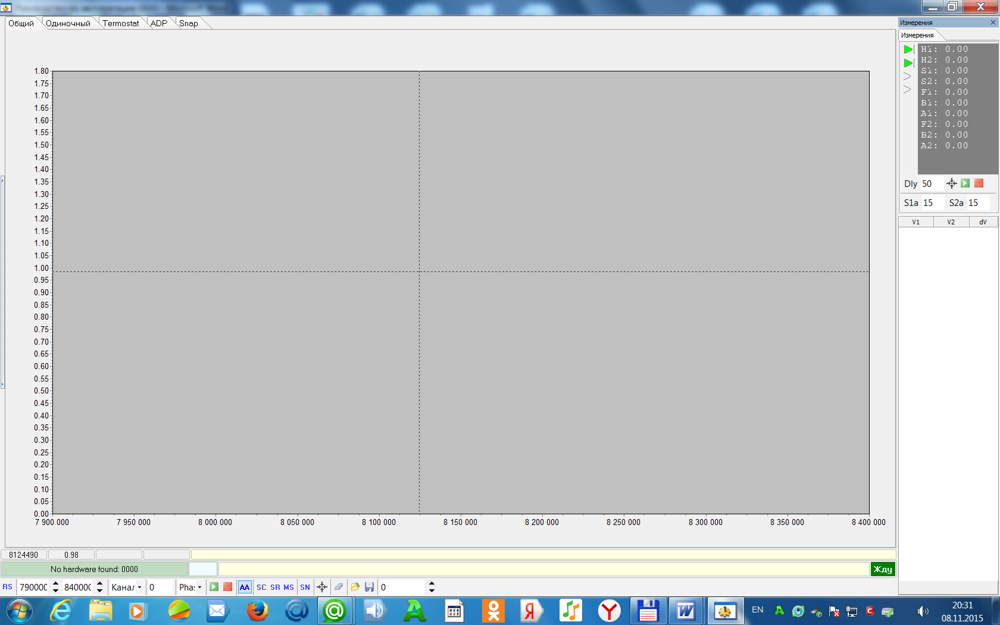 Общий Одиночный Termostat ADP Snap
1.80
1.75
1.70
1.65
1.60
1.55
1.50
1.45
1.40
1.35
1.30
1.25
1.20
1.15
1.10
1.05
1.00
0.95
0.90
0.85
0.80
0.75
0.70
0.65
0.60
0.55
0.50
0.45
0.40
0.35
0.30
0.25
0.20
0.15
0.10
0.05
0.00
7 900 000 7 950 000 8 000 000 8 050 000 8 100 000 8 150 000 8 200 000 8 250 000 8 300 000 8 350 000 8 400 000
Измерения
Измерения
H1: 0.00
H2: 0.00
S1: 0.00
S2: 0.00
F1: 0.00
B1: 0.00
A1: 0.00
F2: 0.00
B2: 0.00
A2: 0.00
Dly 50
S1a 15 S2a 15
V1 V2 dV
8124490 0.98
No hardware found: 0000 Жду
RS 790000 840000 Канал 0 Phas AA SC SR MS SN 0
EN 20:31
08.11.2015